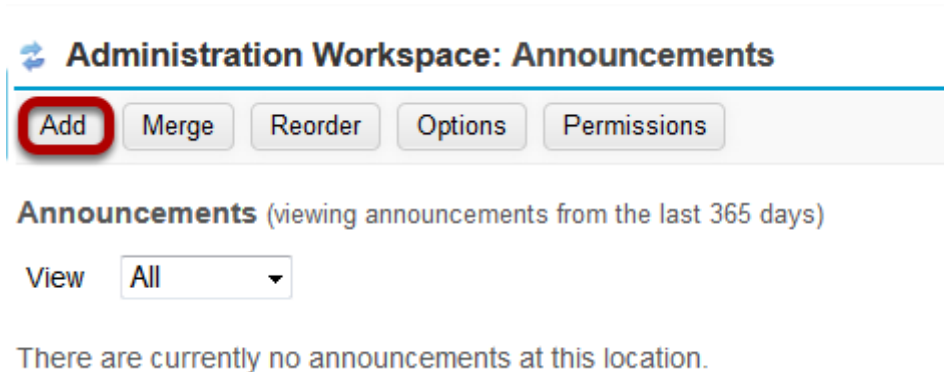 Administration Workspace: Announcements
Add Merge Reorder Options Permissions
Announcements (viewing announcements from the last 365 days)
View All
There are currently no announcements at this location.